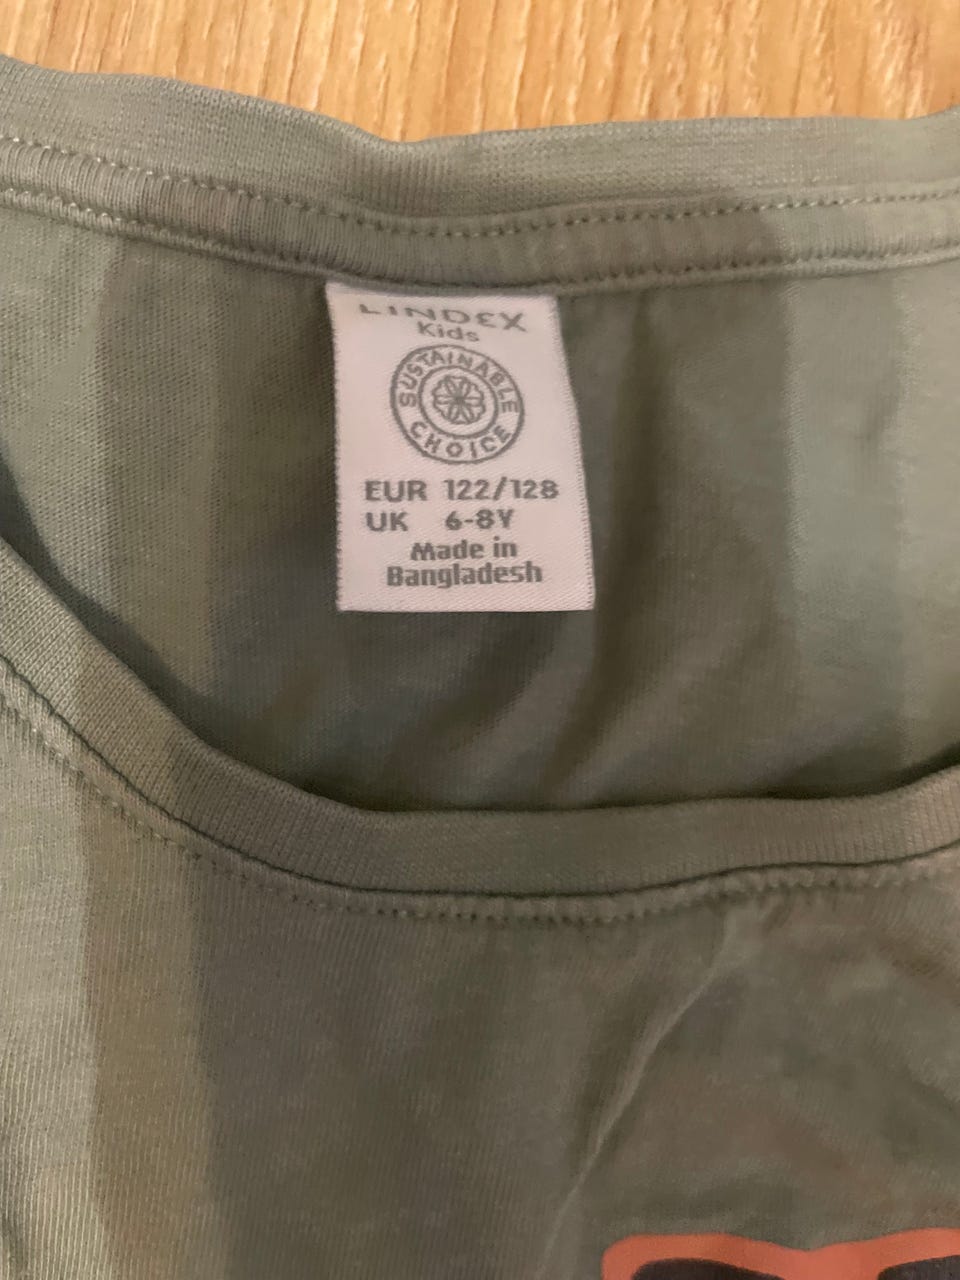 LINDEX
Kids
SUSTAINABLE
CHOICE
EUR 122/128
UK 6-8Y
Made in
Bangladesh